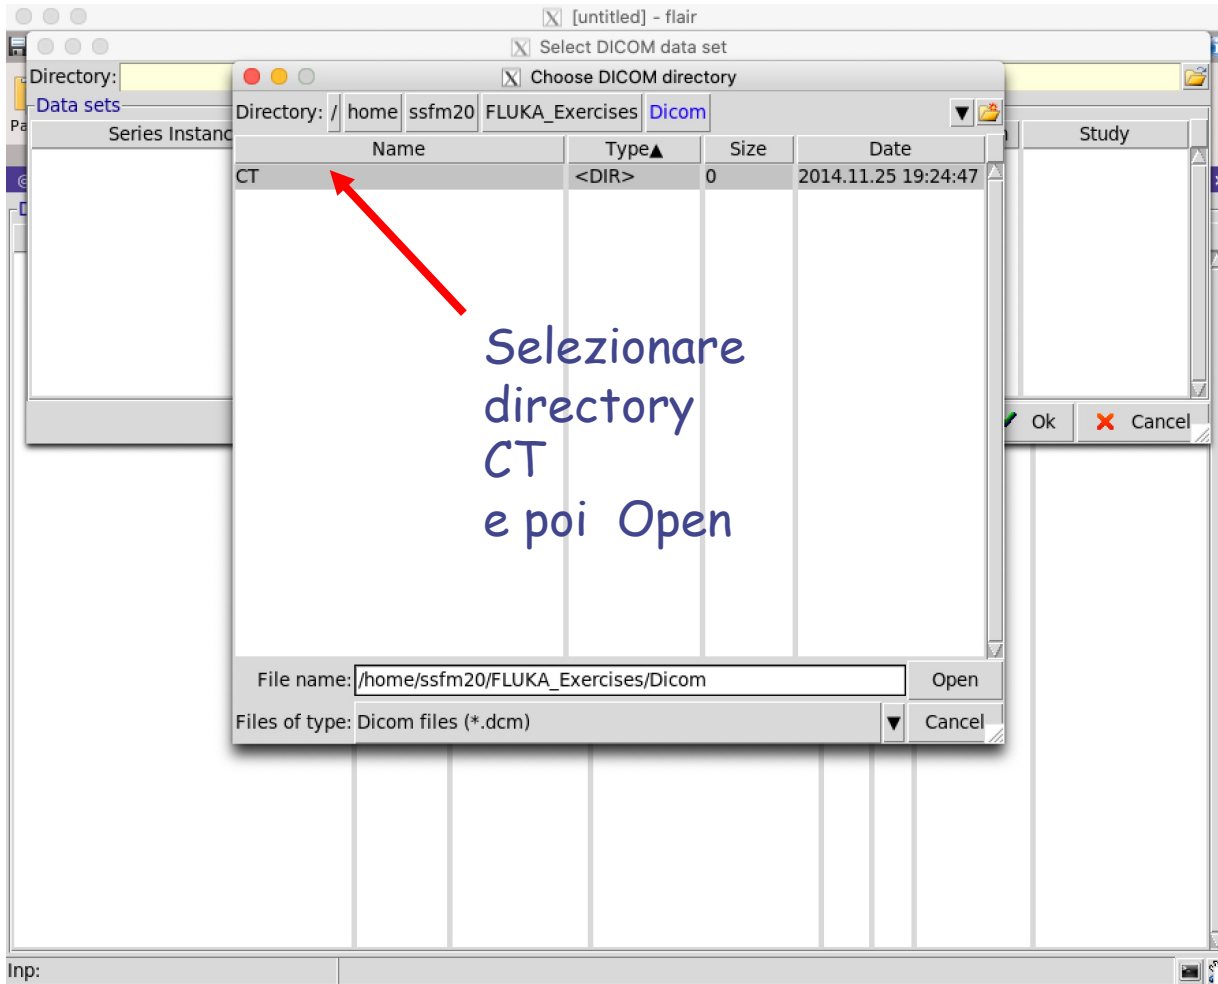 [untitled] - flair
Select DICOM data set
Directory:
Choose DICOM directory
Data sets
Directory: / home ssfm20 FLUKA_Exercises Dicom
Pa
Series Instanc
Study
Name Type▲ Size Date
CT <DIR> 0 2014.11.25 19:24:47
Selezionare
directory
CT
e poi Open
Ok Cancel
File name: /home/ssfm20/FLUKA_Exercises/Dicom Open
Files of type: Dicom files (*.dcm) Cancel
Inp: